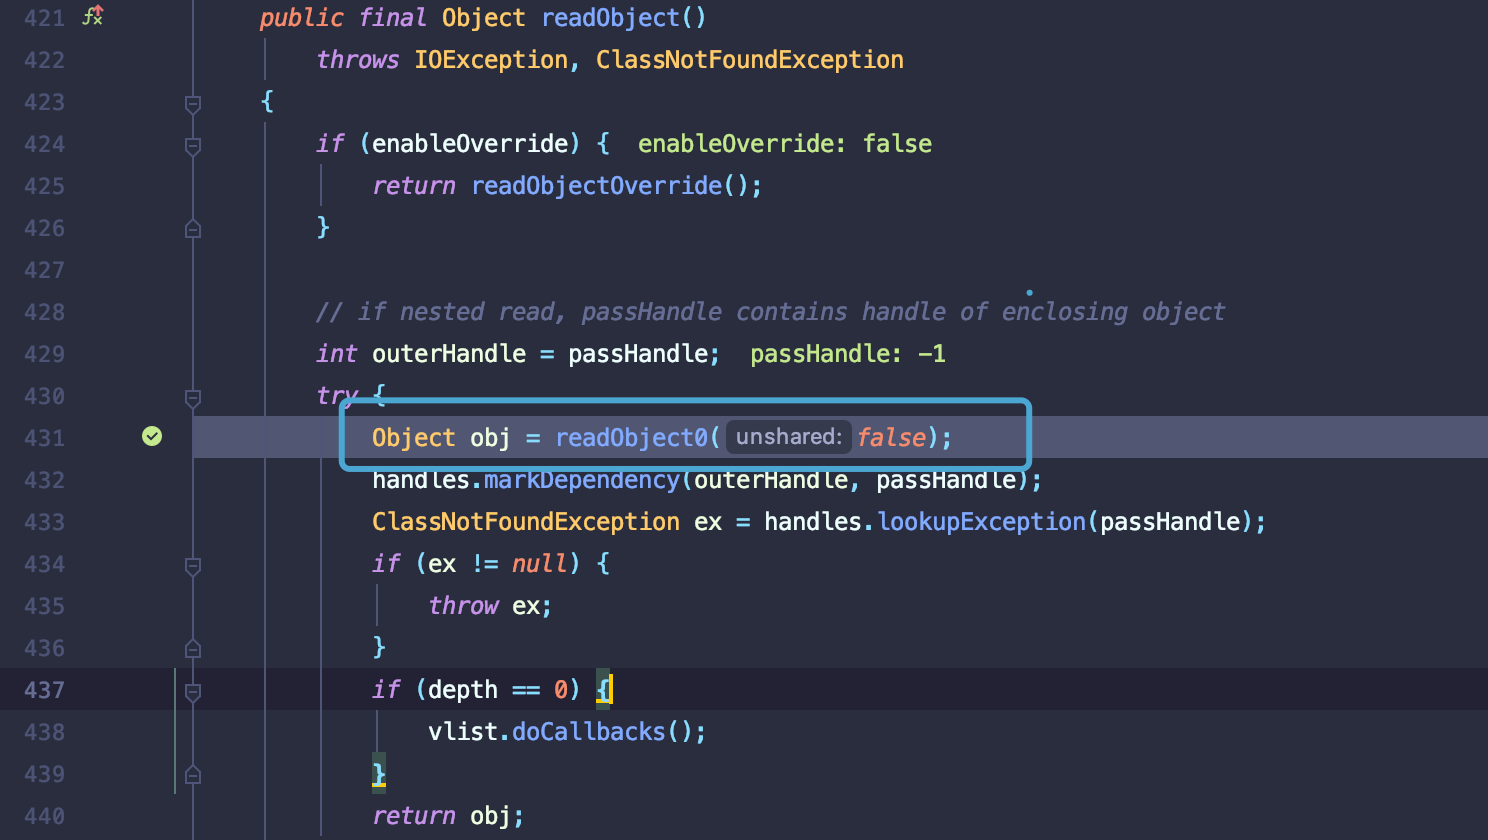 421 public final Object readObject()
422 throws IOException, ClassNotFoundException
423 {
424 if (enableOverride) { enableOverride: false
425 return readObjectOverride();
426 }
427
428 // if nested read, passHandle contains handle of enclosing object
429 int outerHandle = passHandle; passHandle: -1
430 try {
431 Object obj = readObject0( unshared: false);
432 handles.markDependency(outerHandle, passHandle);
433 ClassNotFoundException ex = handles.lookupException(passHandle);
434 if (ex != null) {
435 throw ex;
436 }
437 if (depth == 0) {
438 vlist.doCallbacks();
439 }
440 return obj;